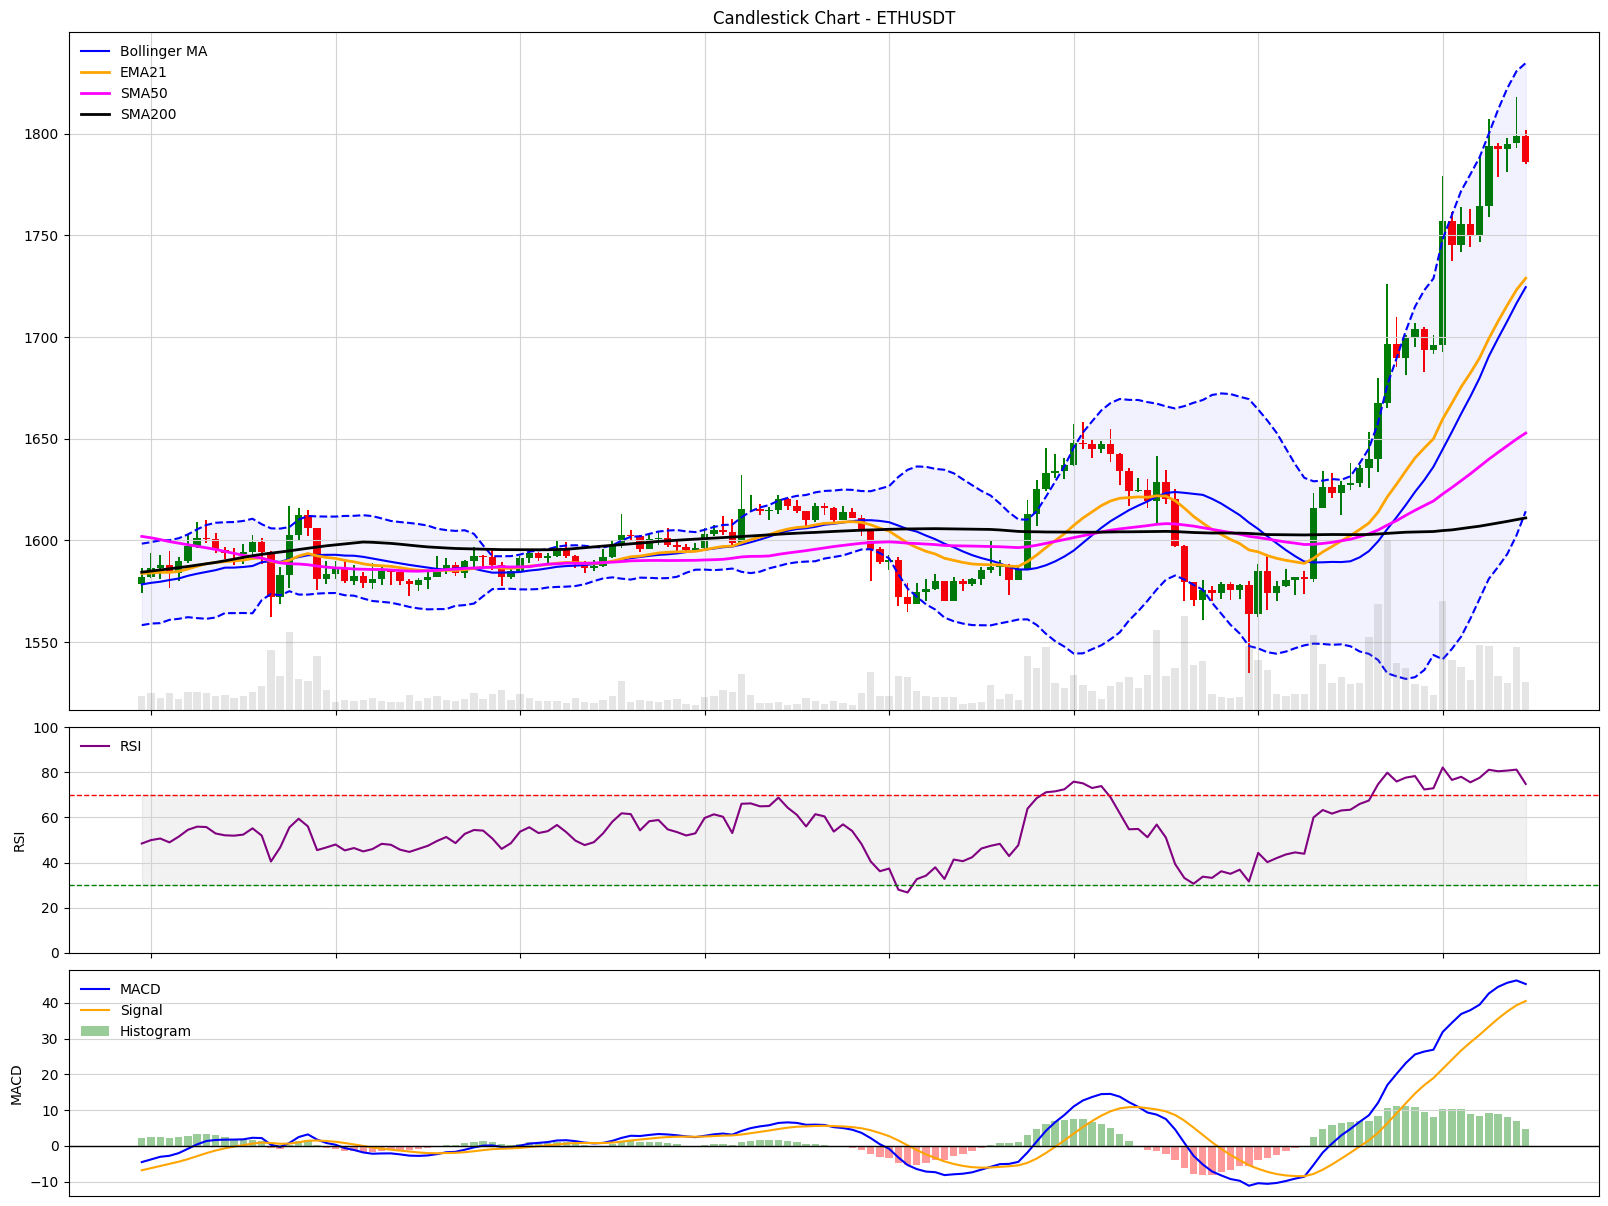 Candlestick Chart - ETHUSDT
Bollinger MA
EMA21
SMA50
SMA200
1800
1750
1700
1650
1600
1550
RSI
100
80
60
40
20
0
RSI
MACD
Signal
Histogram
40
30
20
10
0
−10
MACD